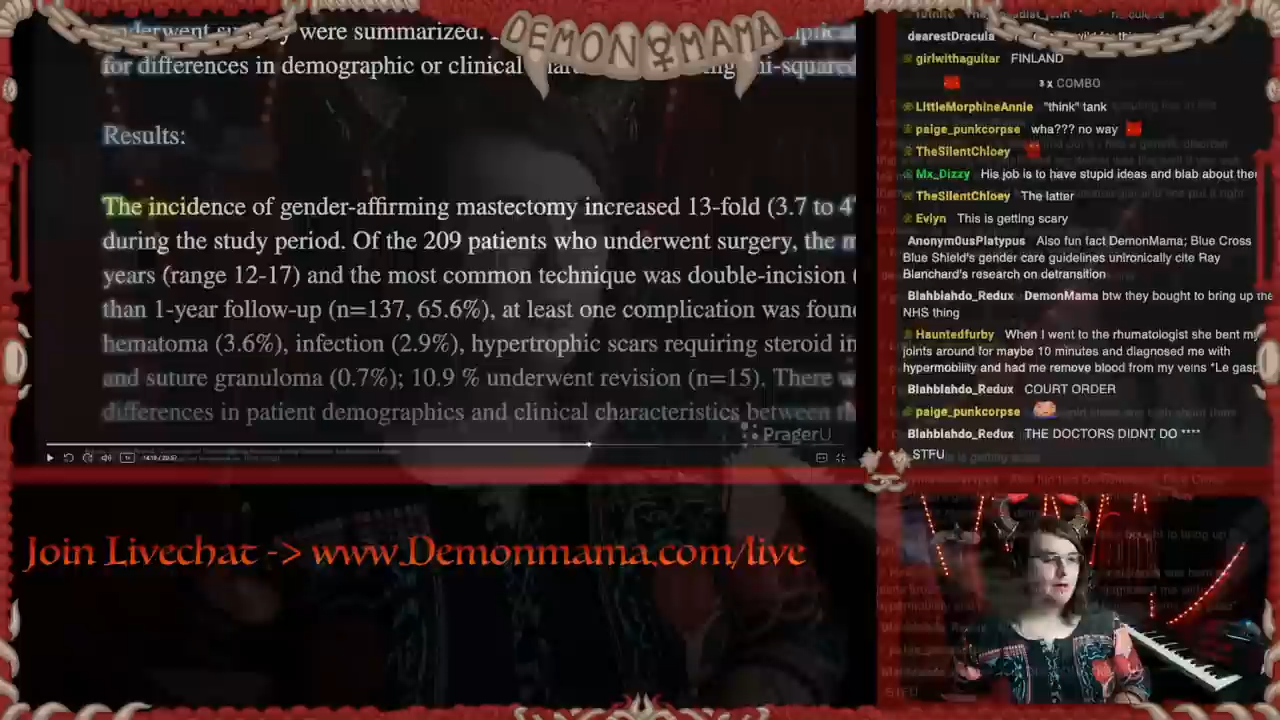 were summarized.
for differences in demographic or clinical
DEMON MAMA
Results:
The incidence of gender-affirming mastectomy increased 13-fold (3.7 to 4
during the study period. Of the 209 patients who underwent surgery, the
years (range 12-17) and the most common technique was double-incision
than 1-year follow-up (n=137, 65.6%), at least one complication was
hematoma (3.6%), infection (2.9%), hypertrophic scars requiring steroid
and suture granuloma (0.7%); 10.9 % underwent revision (n=15). There
differences in patient demographics and clinical characteristics between
PragerU
dearestDracula
girlwithaguitar FINLAND
3 x COMBO
LittleMorphineAnnie "think" tank
paige_punkcorpse wha??? no way
TheSilentChloey
Mx_Dizzy His job is to have stupid ideas and blab about
TheSilentChloey The latter
Evlyn This is getting scary
Anonym0usPlatypus Also fun fact DemonMama; Blue Cross
Blue Shield's gender care guidelines unironically cite Ray
Blanchard's research on detransition
Blahblahdo_Redux DemonMama btw they bought to bring up the
NHS thing
Hauntedfurby When I went to the rhumatologist she bent my
joints around for maybe 10 minutes and diagnosed me with
hypermobility and had me remove blood from my veins *Le gasp
Blahblahdo_Redux COURT ORDER
paige_punkcorpse
Blahblahdo_Redux THE DOCTORS DIDNT DO ****
STFU
Join Livechat -> www.Demonmama.com/live